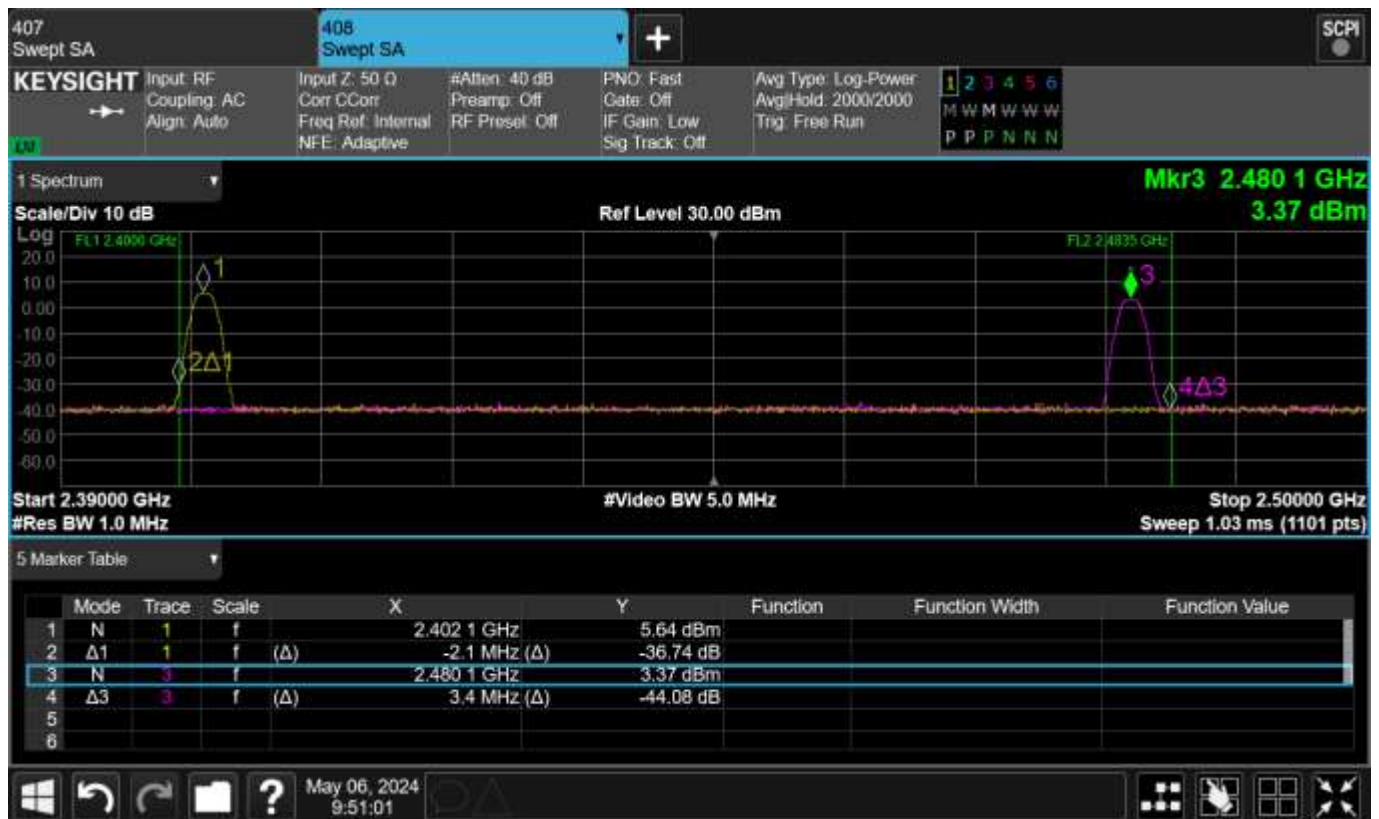 407
Swept SA
408
Swept SA
+
SCPI
KEYSIGHT
Input: RF
Coupling: AC
Align: Auto
Input Z: 50 Ω
Corr CCorr
Freq Ref: Internal
NFE: Adaptive
#Atten: 40 dB
Preamp: Off
RF Presel: Off
PNO: Fast
Gate: Off
IF Gain: Low
Sig Track: Off
Avg Type: Log-Power
Avg|Hold: 2000/2000
Trig: Free Run
1 2 3 4 5 6
M W M W W W
P P P N N N
1 Spectrum
Mkr3 2.480 1 GHz
3.37 dBm
Scale/Div 10 dB
Ref Level 30.00 dBm
Log
FL1 2.4000 GHz
FL2 2.4835 GHz
20.0
10.0
0.00
-10.0
-20.0
-30.0
-40.0
-50.0
-60.0
1
2Δ1
3
4Δ3
Start 2.39000 GHz
#Video BW 5.0 MHz
Stop 2.50000 GHz
#Res BW 1.0 MHz
Sweep 1.03 ms (1101 pts)
5 Marker Table
Mode Trace Scale X Y Function Function Width Function Value
1 N 1 f 2.402 1 GHz 5.64 dBm
2 Δ1 1 f (Δ) -2.1 MHz (Δ) -36.74 dB
3 N 3 f 2.480 1 GHz 3.37 dBm
4 Δ3 3 f (Δ) 3.4 MHz (Δ) -44.08 dB
5
6
?
May 06, 2024
9:51:01